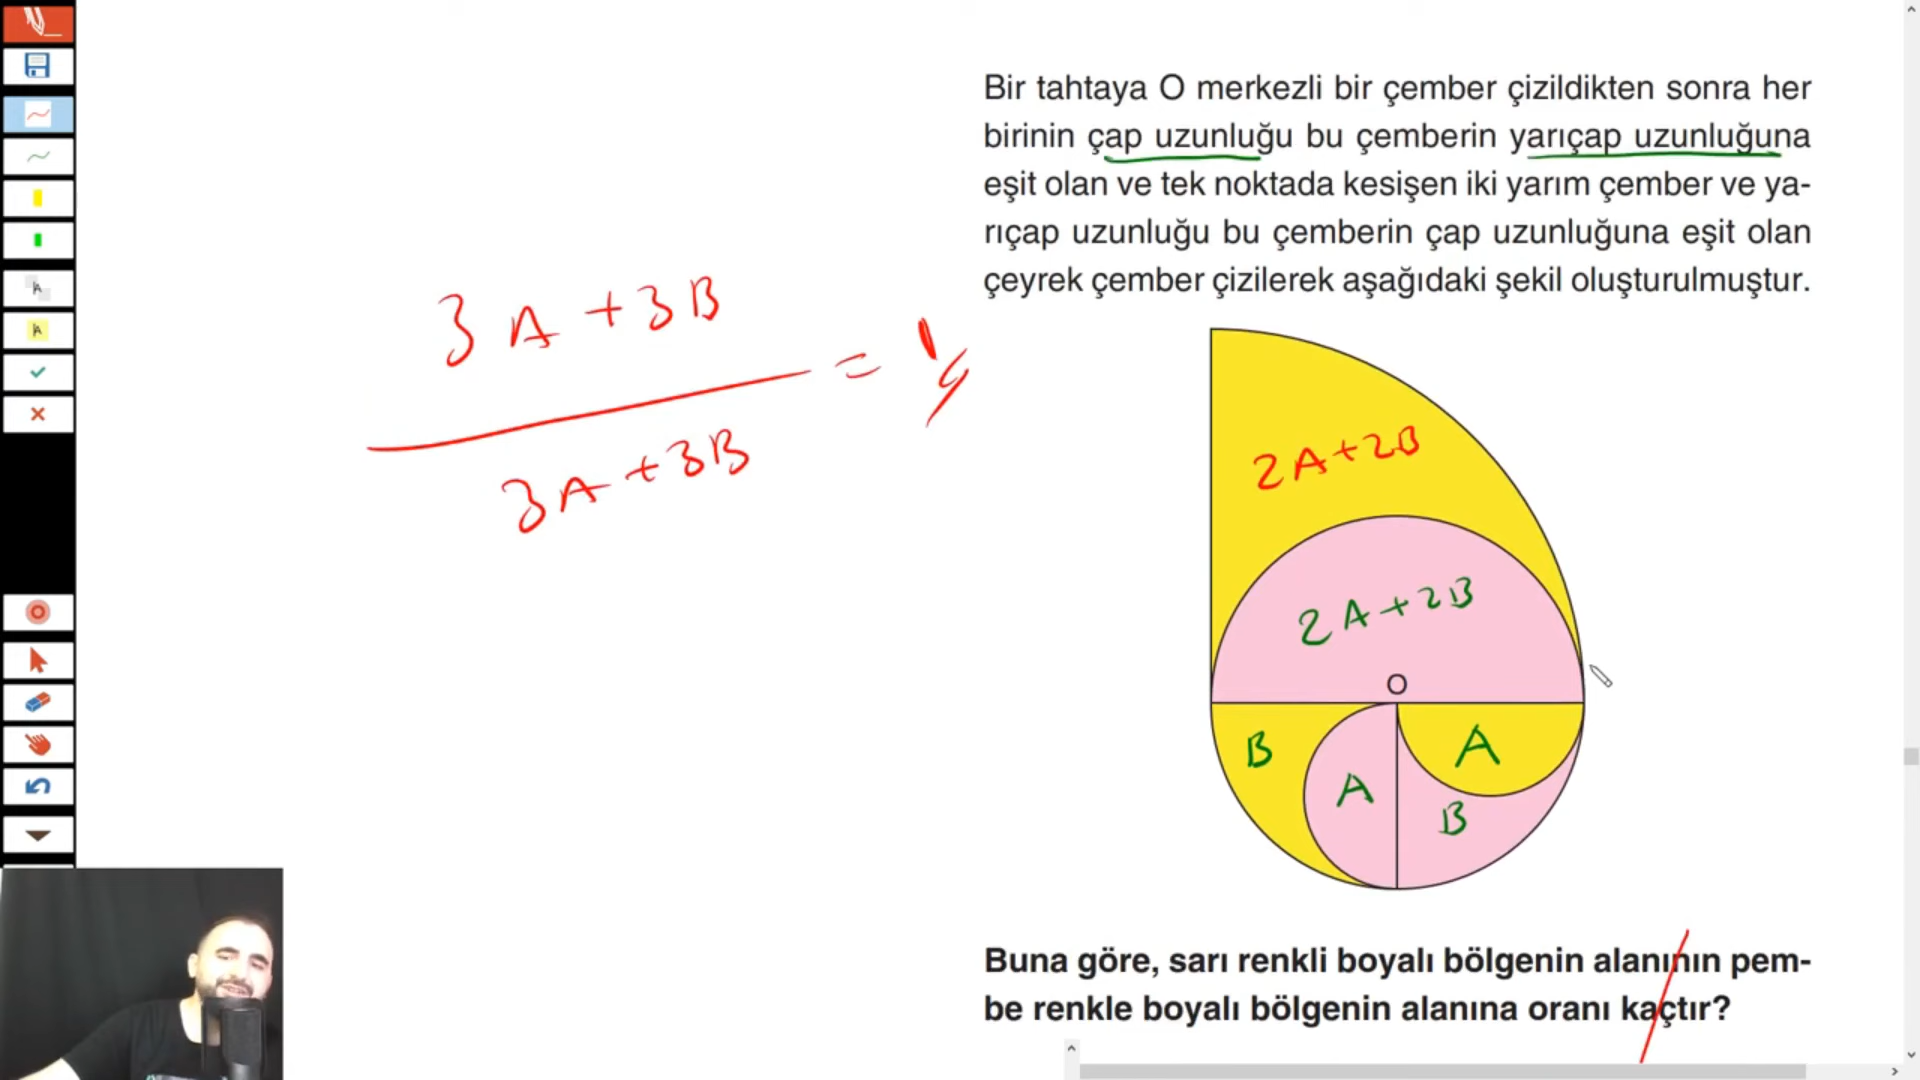 Bir tahtaya O merkezli bir çember çizildikten sonra her
birinin çap uzunluğu bu çemberin yarıçap uzunluğuna
eşit olan ve tek noktada kesişen iki yarım çember ve ya-
rıçap uzunluğu bu çemberin çap uzunluğuna eşit olan
çeyrek çember çizilerek aşağıdaki şekil oluşturulmuştur.
3A+3B
3A+3B
= 1
2A+2B
2A+2B
O
B
A
A
B
Buna göre, sarı renkli boyalı bölgenin alanının pem-
be renkle boyalı bölgenin alanına oranı kaçtır?